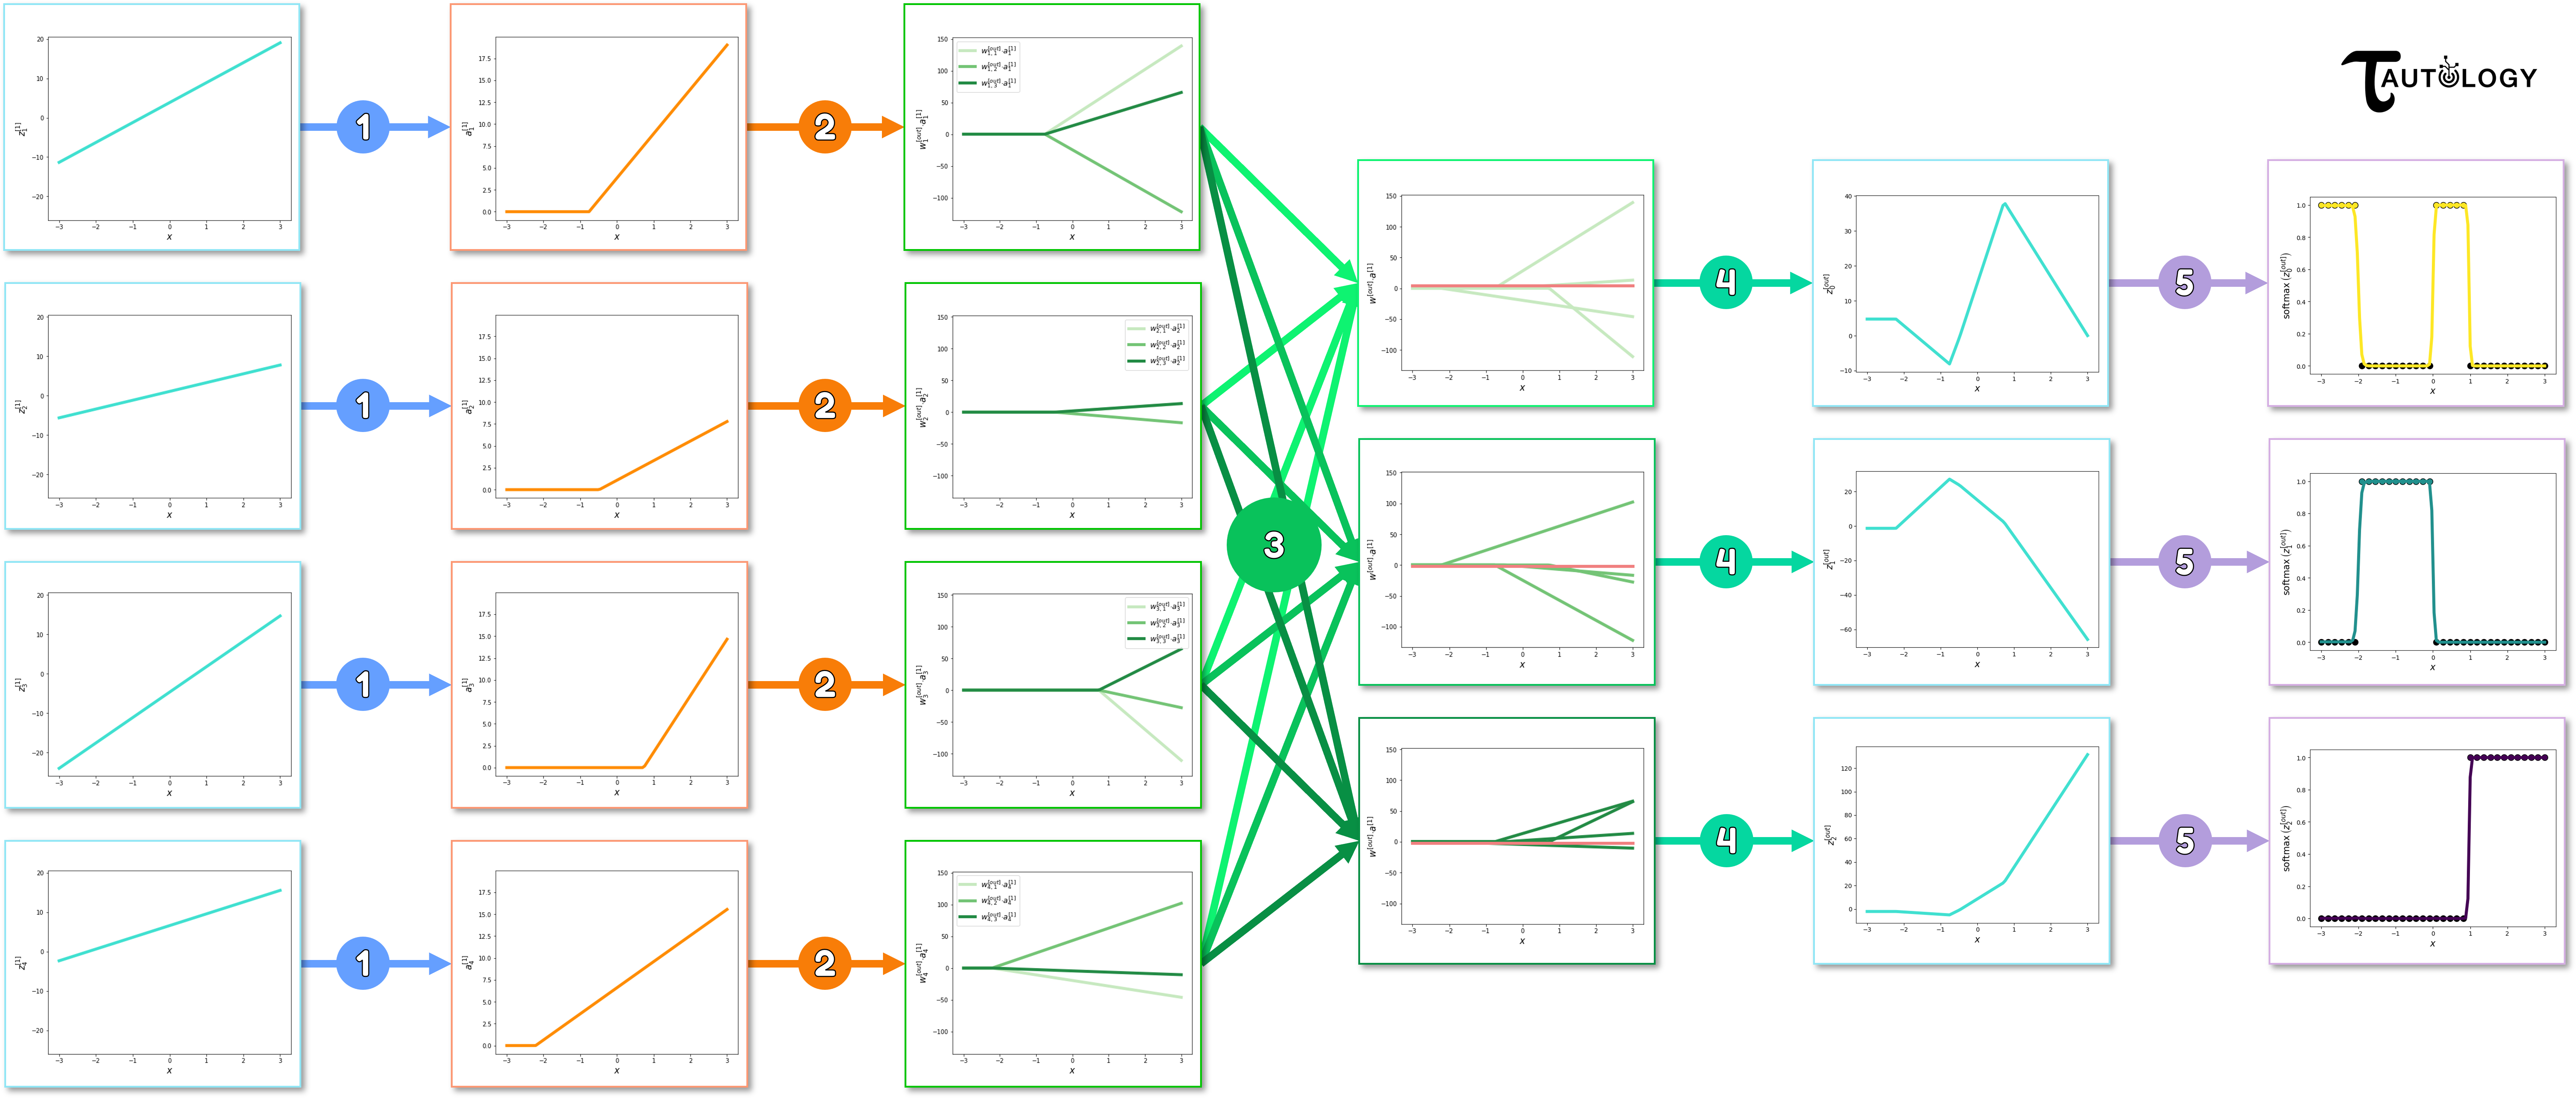 TAUTOLOGY
20
10
0
−10
−20
z_1^{[1]}
−3 −2 −1 0 1 2 3
x
1
17.5
15.0
12.5
10.0
7.5
5.0
2.5
0.0
a_1^{[1]}
−3 −2 −1 0 1 2 3
x
2
150
100
50
0
−50
−100
w_1^{[out]}·a_1^{[1]}
w_{1,1}^{[out]}·a_1^{[1]}
w_{1,2}^{[out]}·a_1^{[1]}
w_{1,3}^{[out]}·a_1^{[1]}
−3 −2 −1 0 1 2 3
x
20
10
0
−10
−20
z_2^{[1]}
−3 −2 −1 0 1 2 3
x
1
17.5
15.0
12.5
10.0
7.5
5.0
2.5
0.0
a_2^{[1]}
−3 −2 −1 0 1 2 3
x
2
150
100
50
0
−50
−100
w_2^{[out]}·a_2^{[1]}
w_{2,1}^{[out]}·a_2^{[1]}
w_{2,2}^{[out]}·a_2^{[1]}
w_{2,3}^{[out]}·a_2^{[1]}
−3 −2 −1 0 1 2 3
x
20
10
0
−10
−20
z_3^{[1]}
−3 −2 −1 0 1 2 3
x
1
17.5
15.0
12.5
10.0
7.5
5.0
2.5
0.0
a_3^{[1]}
−3 −2 −1 0 1 2 3
x
2
150
100
50
0
−50
−100
w_3^{[out]}·a_3^{[1]}
w_{3,1}^{[out]}·a_3^{[1]}
w_{3,2}^{[out]}·a_3^{[1]}
w_{3,3}^{[out]}·a_3^{[1]}
−3 −2 −1 0 1 2 3
x
20
10
0
−10
−20
z_4^{[1]}
−3 −2 −1 0 1 2 3
x
1
17.5
15.0
12.5
10.0
7.5
5.0
2.5
0.0
a_4^{[1]}
−3 −2 −1 0 1 2 3
x
2
150
100
50
0
−50
−100
w_4^{[out]}·a_4^{[1]}
w_{4,1}^{[out]}·a_4^{[1]}
w_{4,2}^{[out]}·a_4^{[1]}
w_{4,3}^{[out]}·a_4^{[1]}
−3 −2 −1 0 1 2 3
x
3
150
100
50
0
−50
−100
w^{[out]}·a^{[1]}
−3 −2 −1 0 1 2 3
x
4
40
30
20
10
0
−10
z_0^{[out]}
−3 −2 −1 0 1 2 3
x
5
1.0
0.8
0.6
0.4
0.2
0.0
softmax (z_0^{[out]})
−3 −2 −1 0 1 2 3
x
150
100
50
0
−50
−100
w^{[out]}·a^{[1]}
−3 −2 −1 0 1 2 3
x
4
20
0
−20
−40
−60
z_1^{[out]}
−3 −2 −1 0 1 2 3
x
5
1.0
0.8
0.6
0.4
0.2
0.0
softmax (z_1^{[out]})
−3 −2 −1 0 1 2 3
x
150
100
50
0
−50
−100
w^{[out]}·a^{[1]}
−3 −2 −1 0 1 2 3
x
4
120
100
80
60
40
20
0
z_2^{[out]}
−3 −2 −1 0 1 2 3
x
5
1.0
0.8
0.6
0.4
0.2
0.0
softmax (z_2^{[out]})
−3 −2 −1 0 1 2 3
x